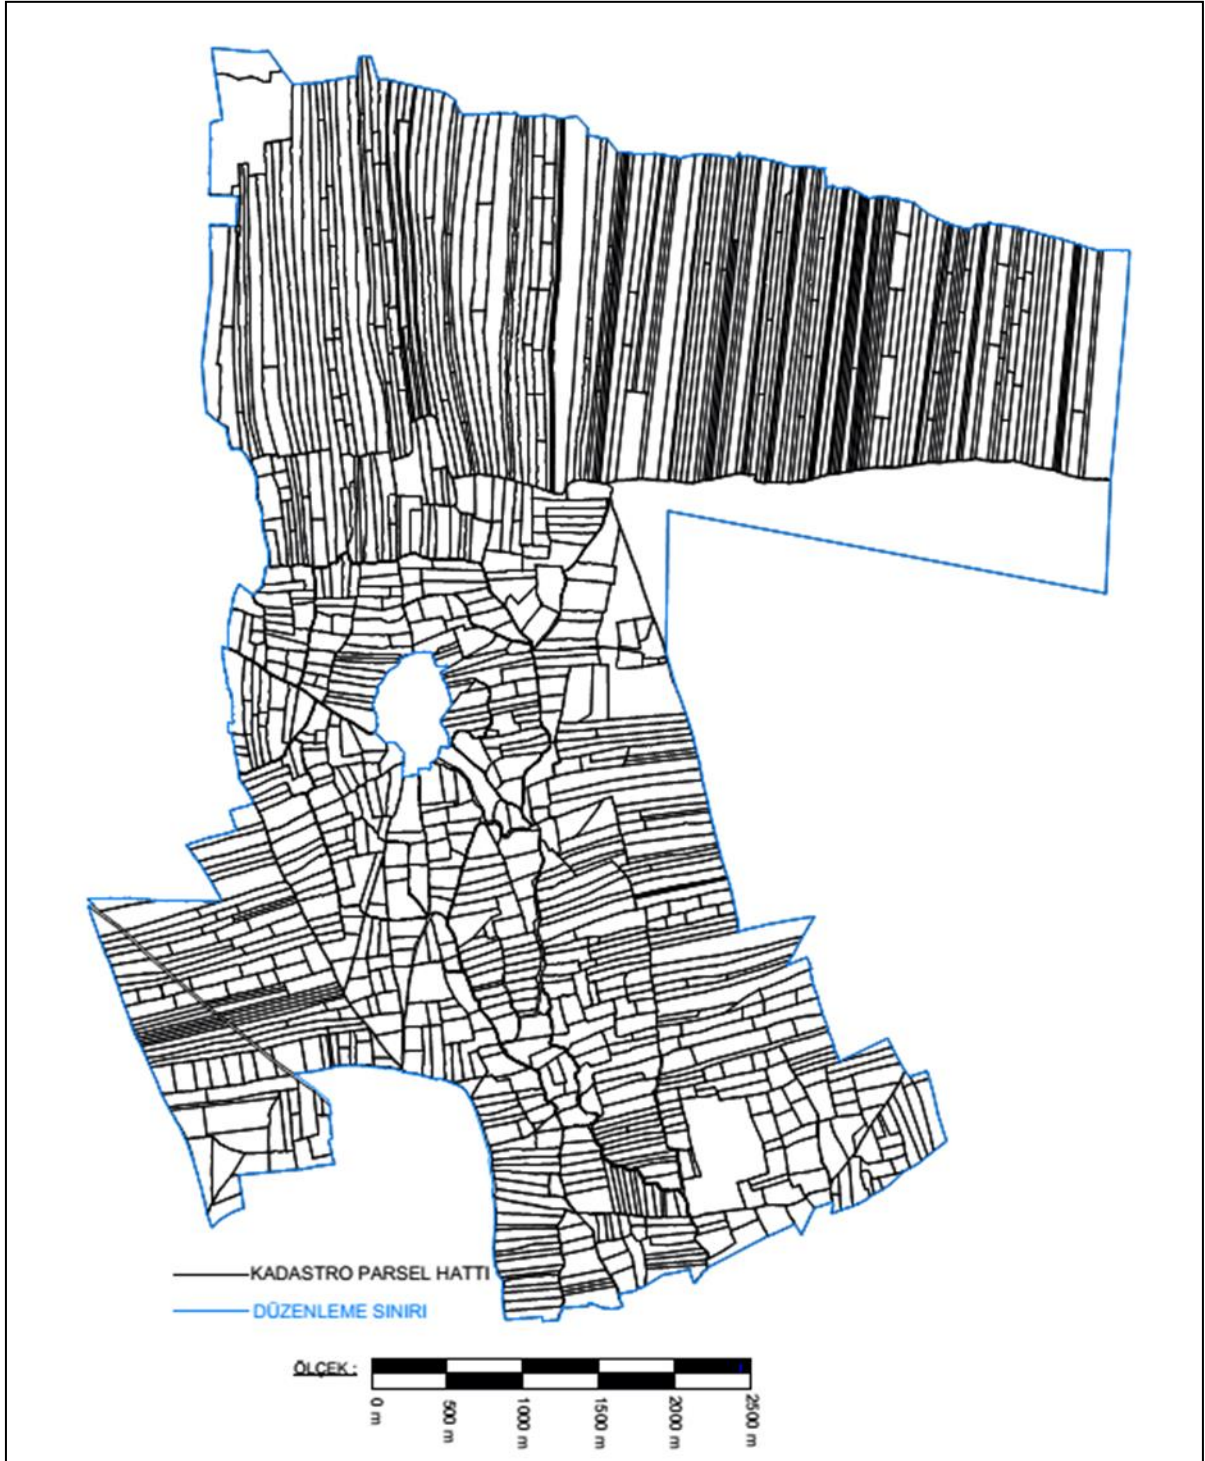 KADASTRO PARSEL HATTI
DÜZENLEME SINIRI
ÖLÇEK :
0 m
500 m
1000 m
1500 m
2000 m
2500 m